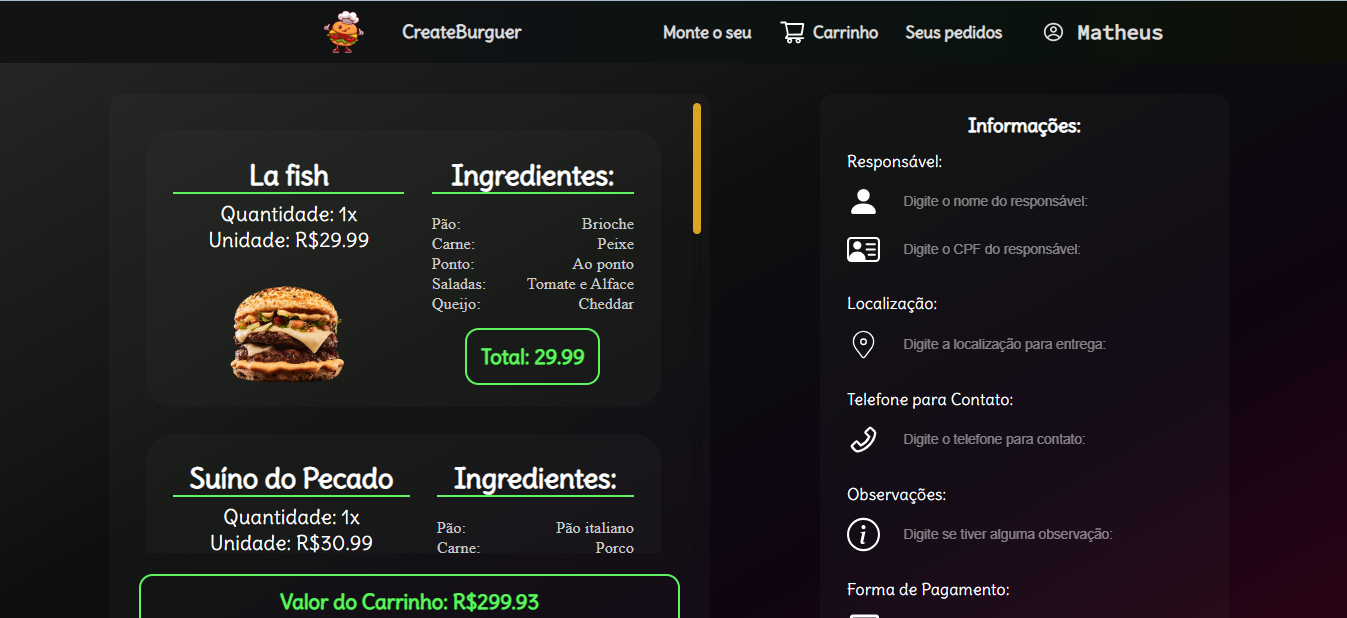 CreateBurguer
Monte o seu
Carrinho
Seus pedidos
Matheus
La fish
Quantidade: 1x
Unidade: R$29.99
Ingredientes:
Pão: Brioche
Carne: Peixe
Ponto: Ao ponto
Saladas: Tomate e Alface
Queijo: Cheddar
Total: 29.99
Suíno do Pecado
Quantidade: 1x
Unidade: R$30.99
Ingredientes:
Pão: Pão italiano
Carne: Porco
Valor do Carrinho: R$299.93
Informações:
Responsável:
Digite o nome do responsável:
Digite o CPF do responsável:
Localização:
Digite a localização para entrega:
Telefone para Contato:
Digite o telefone para contato:
Observações:
Digite se tiver alguma observação:
Forma de Pagamento: